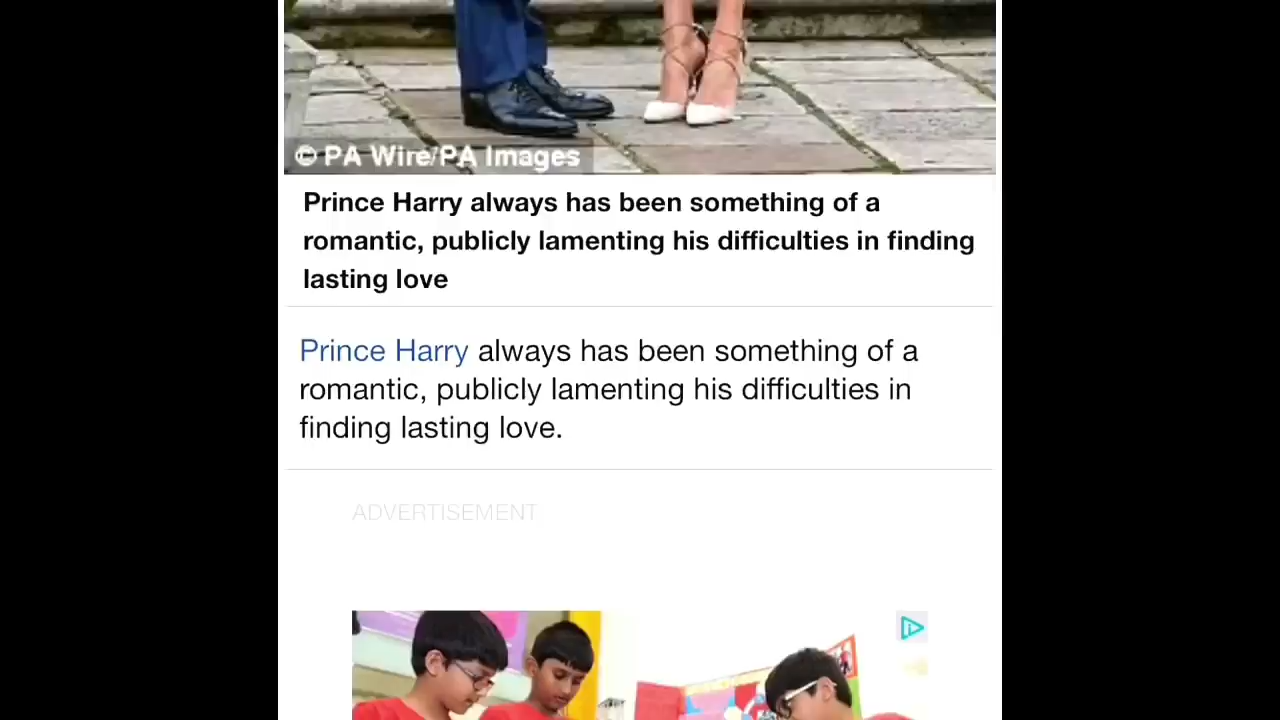 © PA Wire/PA Images
Prince Harry always has been something of a
romantic, publicly lamenting his difficulties in finding
lasting love
Prince Harry always has been something of a
romantic, publicly lamenting his difficulties in
finding lasting love.
ADVERTISEMENT